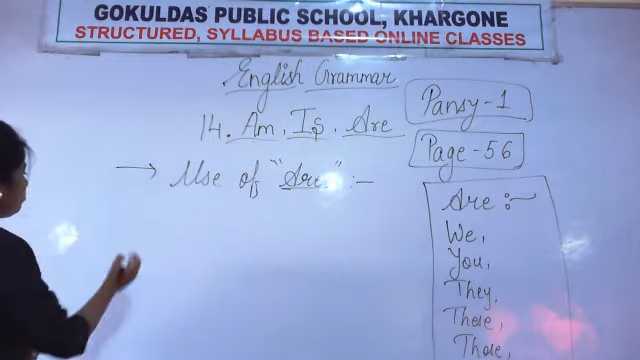 GOKULDAS PUBLIC SCHOOL, KHARGONE
STRUCTURED, SYLLABUS BASED ONLINE CLASSES
English Grammar
14. Am, Is, Are
Pansy-1
Page-56
→ Use of "Are" :-
Are :-
We,
You,
They,
These,
Those,